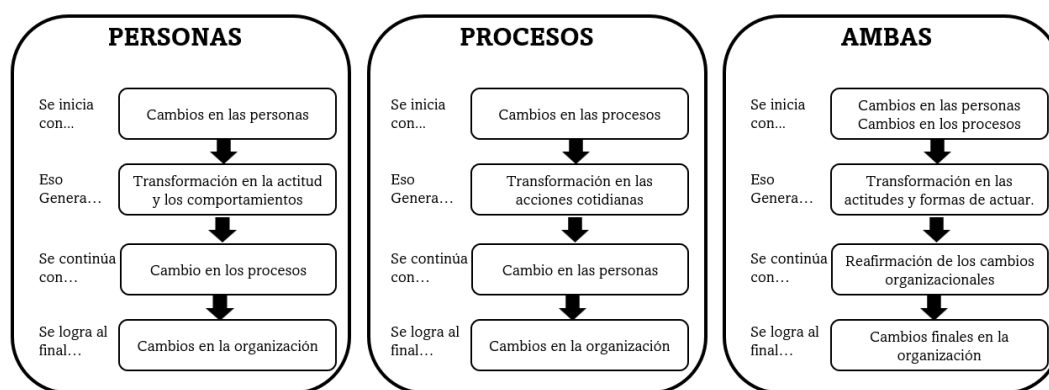 PERSONAS
Se inicia
con...
Cambios en las personas
Eso
Genera...
Transformación en la actitud
y los comportamientos
Se continúa
con...
Cambio en los procesos
Se logra al
final...
Cambios en la organización
PROCESOS
Se inicia
con...
Cambios en las procesos
Eso
Genera...
Transformación en las
acciones cotidianas
Se continúa
con...
Cambio en las personas
Se logra al
final...
Cambios en la organización
AMBAS
Se inicia
con...
Cambios en las personas
Cambios en los procesos
Eso
Genera...
Transformación en las
actitudes y formas de actuar.
Se continúa
con...
Reafirmación de los cambios
organizacionales
Se logra al
final...
Cambios finales en la
organización